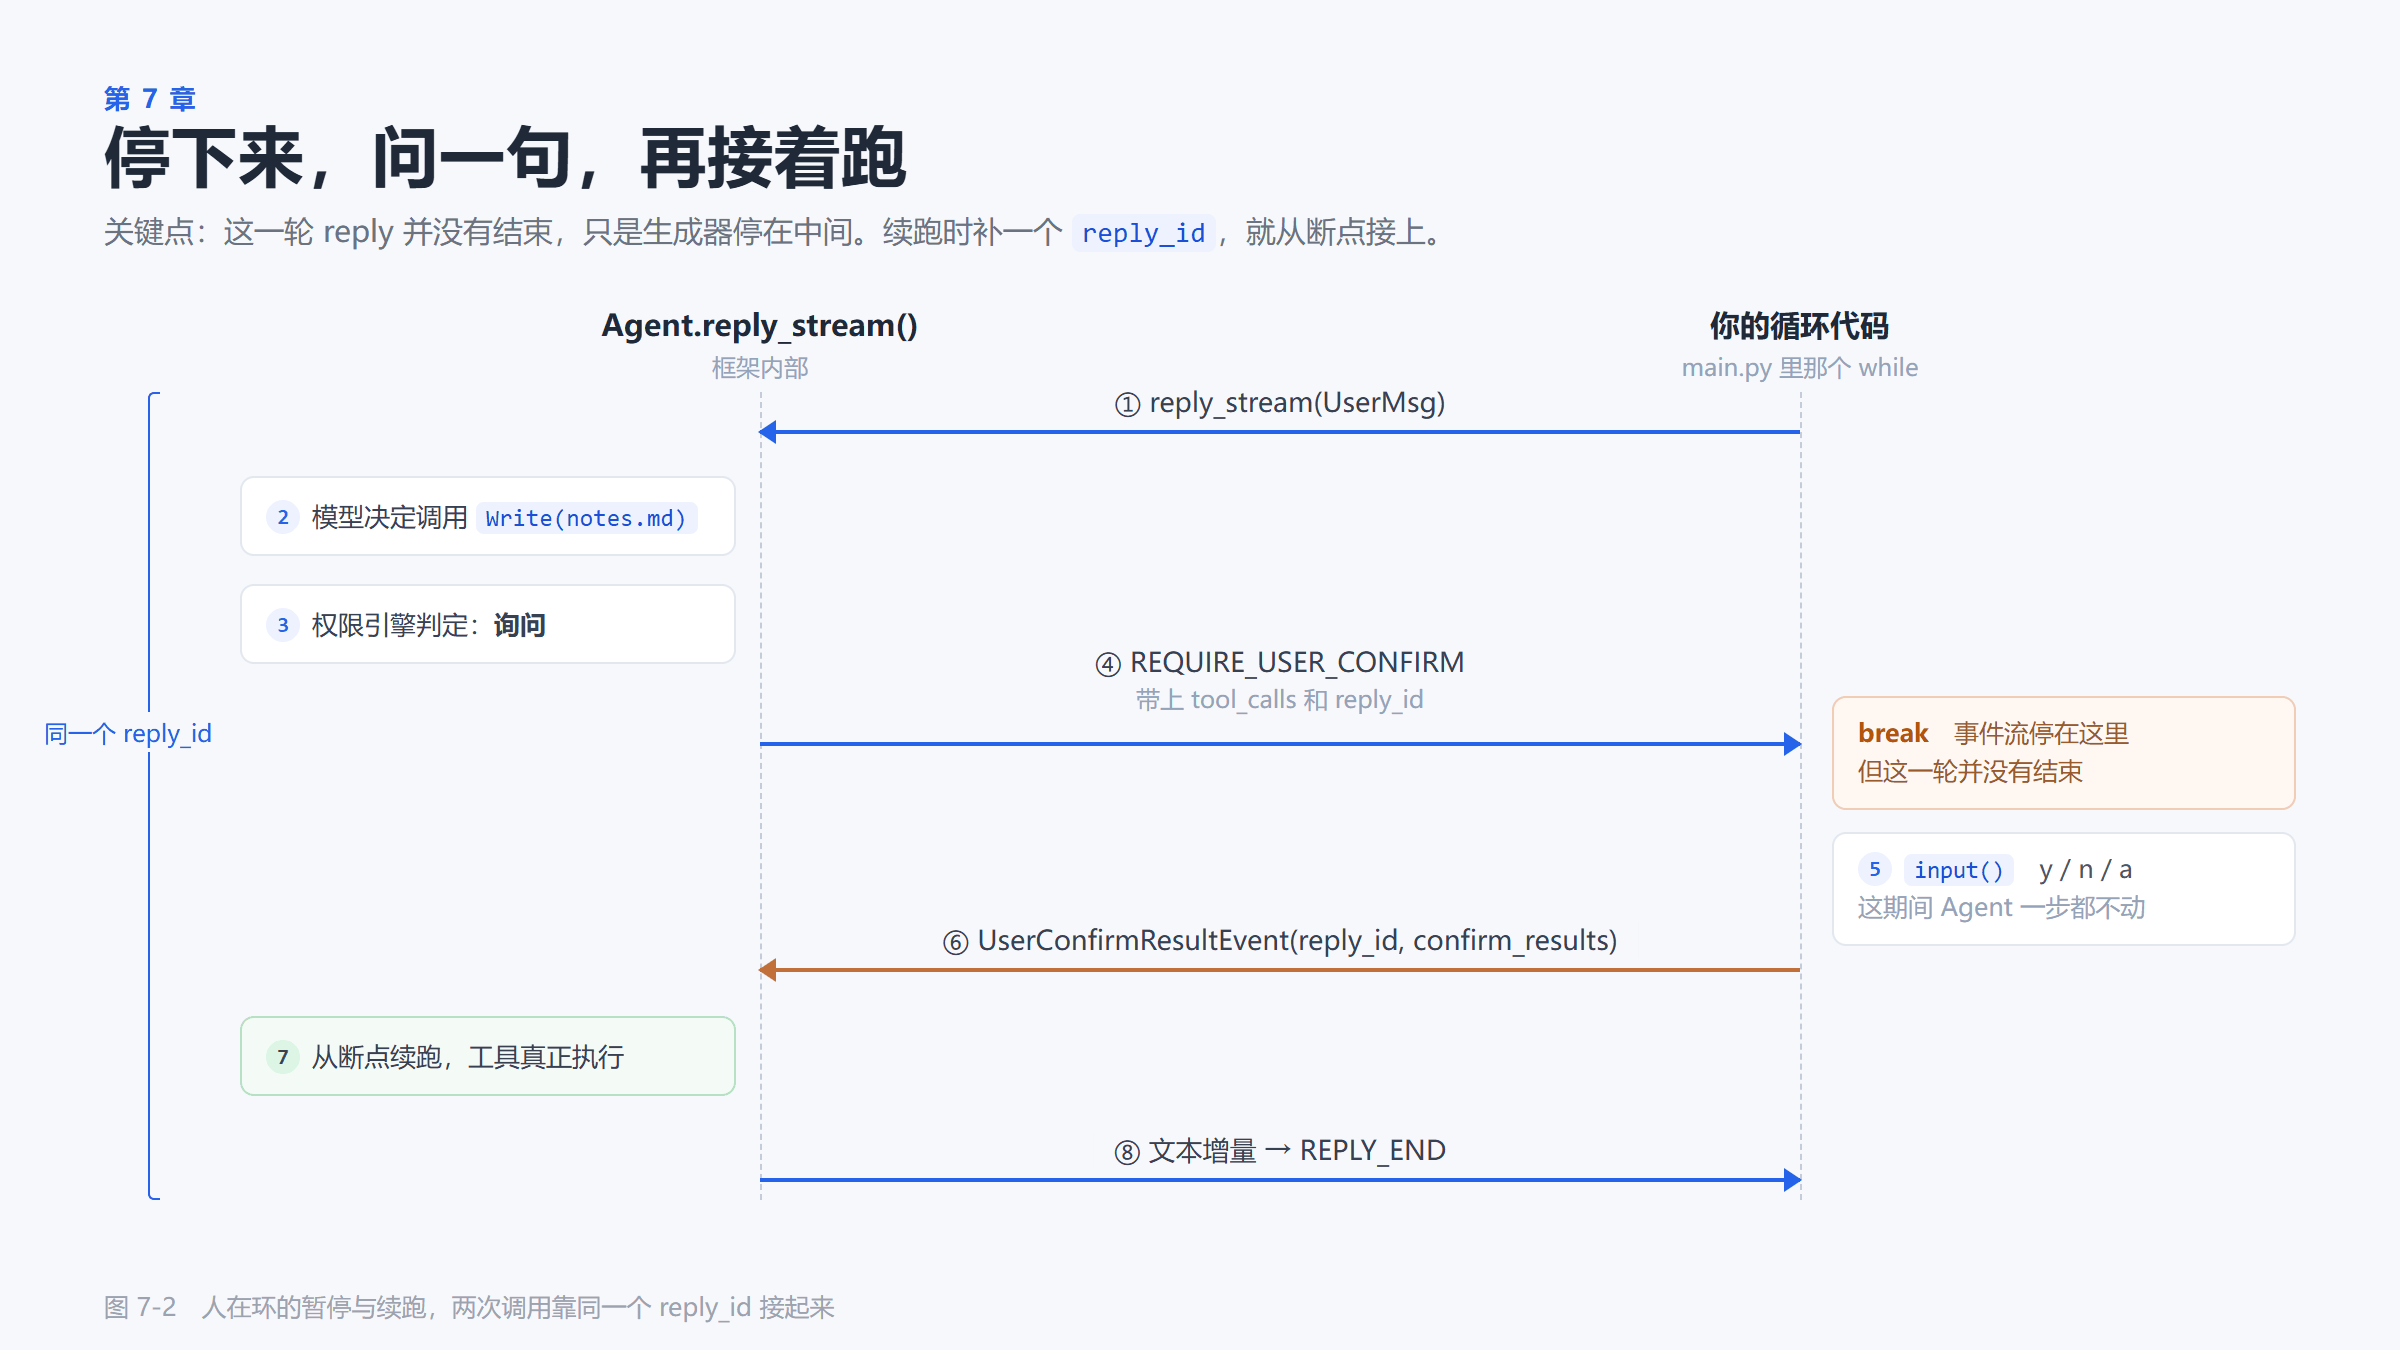 第 7 章
停下来，问一句，再接着跑
关键点：这一轮 reply 并没有结束，只是生成器停在中间。续跑时补一个 reply_id，就从断点接上。
Agent.reply_stream()
框架内部
你的循环代码
main.py 里那个 while
① reply_stream(UserMsg)
2 模型决定调用 Write(notes.md)
3 权限引擎判定：询问
④ REQUIRE_USER_CONFIRM
带上 tool_calls 和 reply_id
同一个 reply_id
break 事件流停在这里
但这一轮并没有结束
5 input() y / n / a
这期间 Agent 一步都不动
⑥ UserConfirmResultEvent(reply_id, confirm_results)
7 从断点续跑，工具真正执行
⑧ 文本增量 → REPLY_END
图 7-2 人在环的暂停与续跑，两次调用靠同一个 reply_id 接起来